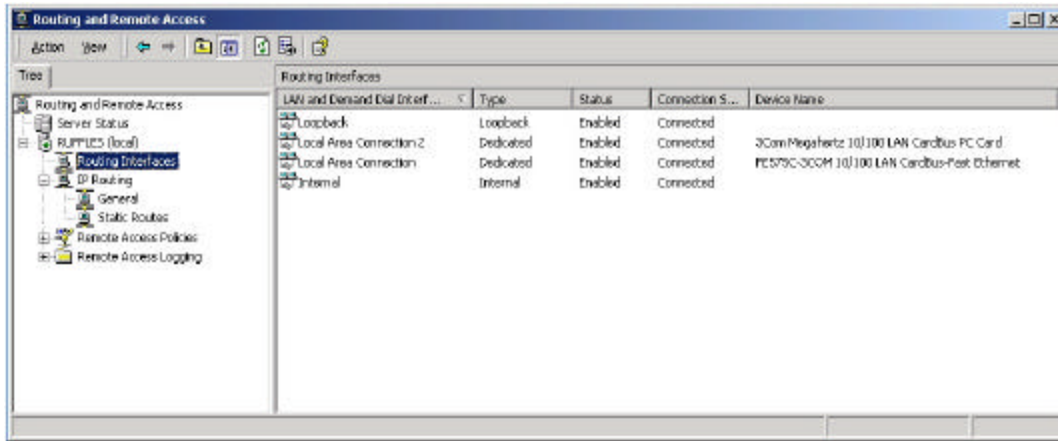 Routing and Remote Access
Action View
Tree
Routing Interfaces
Routing and Remote Access
Server Status
RUFFLES (local)
Routing Interfaces
IP Routing
General
Static Routes
Remote Access Policies
Remote Access Logging
LAN and Demand Dial Interf... Type Status Connection S... Device Name
Loopback Loopback Enabled Connected
Local Area Connection 2 Dedicated Enabled Connected 3Com Megahertz 10/100 LAN CardBus PC Card
Local Area Connection Dedicated Enabled Connected FE575C-3COM 10/100 LAN CardBus-Fast Ethernet
Internal Internal Enabled Connected